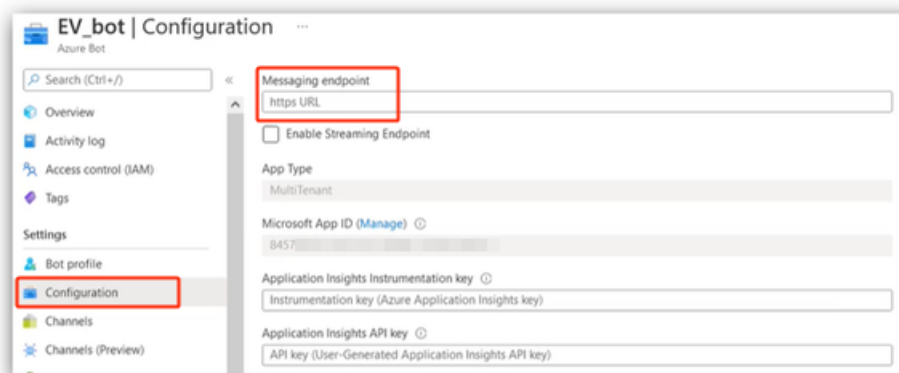 EV_bot | Configuration ...
Azure Bot
Search (Ctrl+/)
«
Overview
Activity log
Access control (IAM)
Tags
Settings
Bot profile
Configuration
Channels
Channels (Preview)
Messaging endpoint
https URL
Enable Streaming Endpoint
App Type
MultiTenant
Microsoft App ID (Manage)
8457
Application Insights Instrumentation key
Instrumentation key (Azure Application Insights key)
Application Insights API key
API key (User-Generated Application Insights API key)